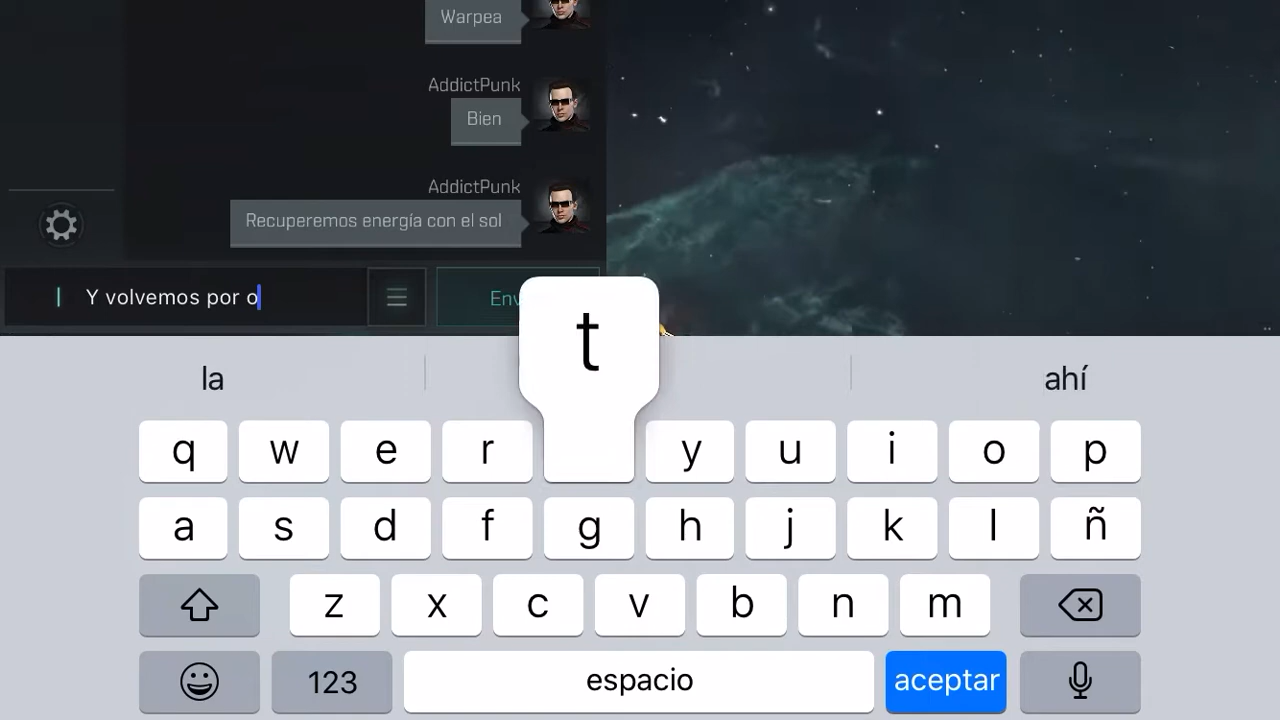 Warpea
AddictPunk
Bien
AddictPunk
Recuperemos energía con el sol
Y volvemos por o
Env
t
la
ahí
q w e r y u i o p
a s d f g h j k l ñ
z x c v b n m
123
espacio
aceptar